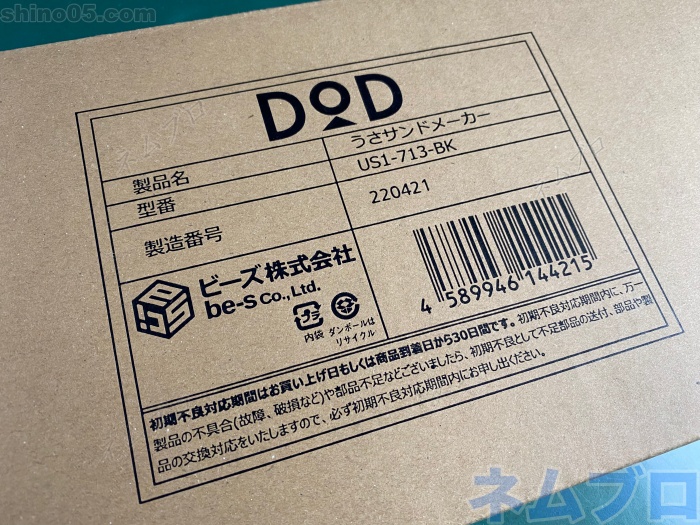 shino05.com
DOD
製品名 うさサンドメーカー
型番 US1-713-BK
製造番号 220421
ビーズ株式会社
be-S Co.,Ltd.
プラ
内袋
ダンボールは
リサイクル
4 589946 144215
初期不良対応期間はお買い上げ日もしくは商品到着日から30日間です。初期不良対応期間内に、万一
製品の不具合(故障、破損など)や部品不足などございましたら、初期不良として不足部品の送付、部品や製
品の交換対応をいたしますので、必ず初期不良対応期間内にお申し出ください。
ネムブロ
ネムブロ